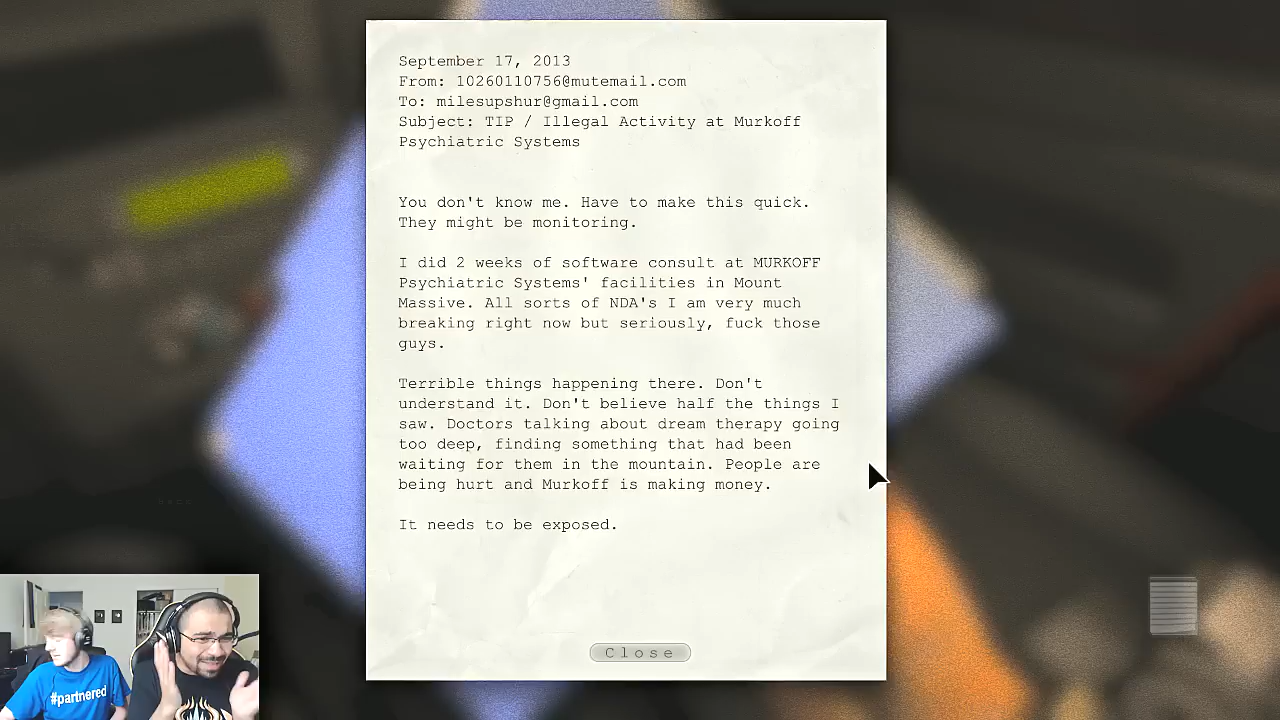 September 17, 2013
From: 10260110756@mutemail.com
To: milesupshur@gmail.com
Subject: TIP / Illegal Activity at Murkoff
Psychiatric Systems
You don't know me. Have to make this quick.
They might be monitoring.
I did 2 weeks of software consult at MURKOFF
Psychiatric Systems' facilities in Mount
Massive. All sorts of NDA's I am very much
breaking right now but seriously, fuck those
guys.
Terrible things happening there. Don't
understand it. Don't believe half the things I
saw. Doctors talking about dream therapy going
too deep, finding something that had been
waiting for them in the mountain. People are
being hurt and Murkoff is making money.
It needs to be exposed.
Close
#partnered